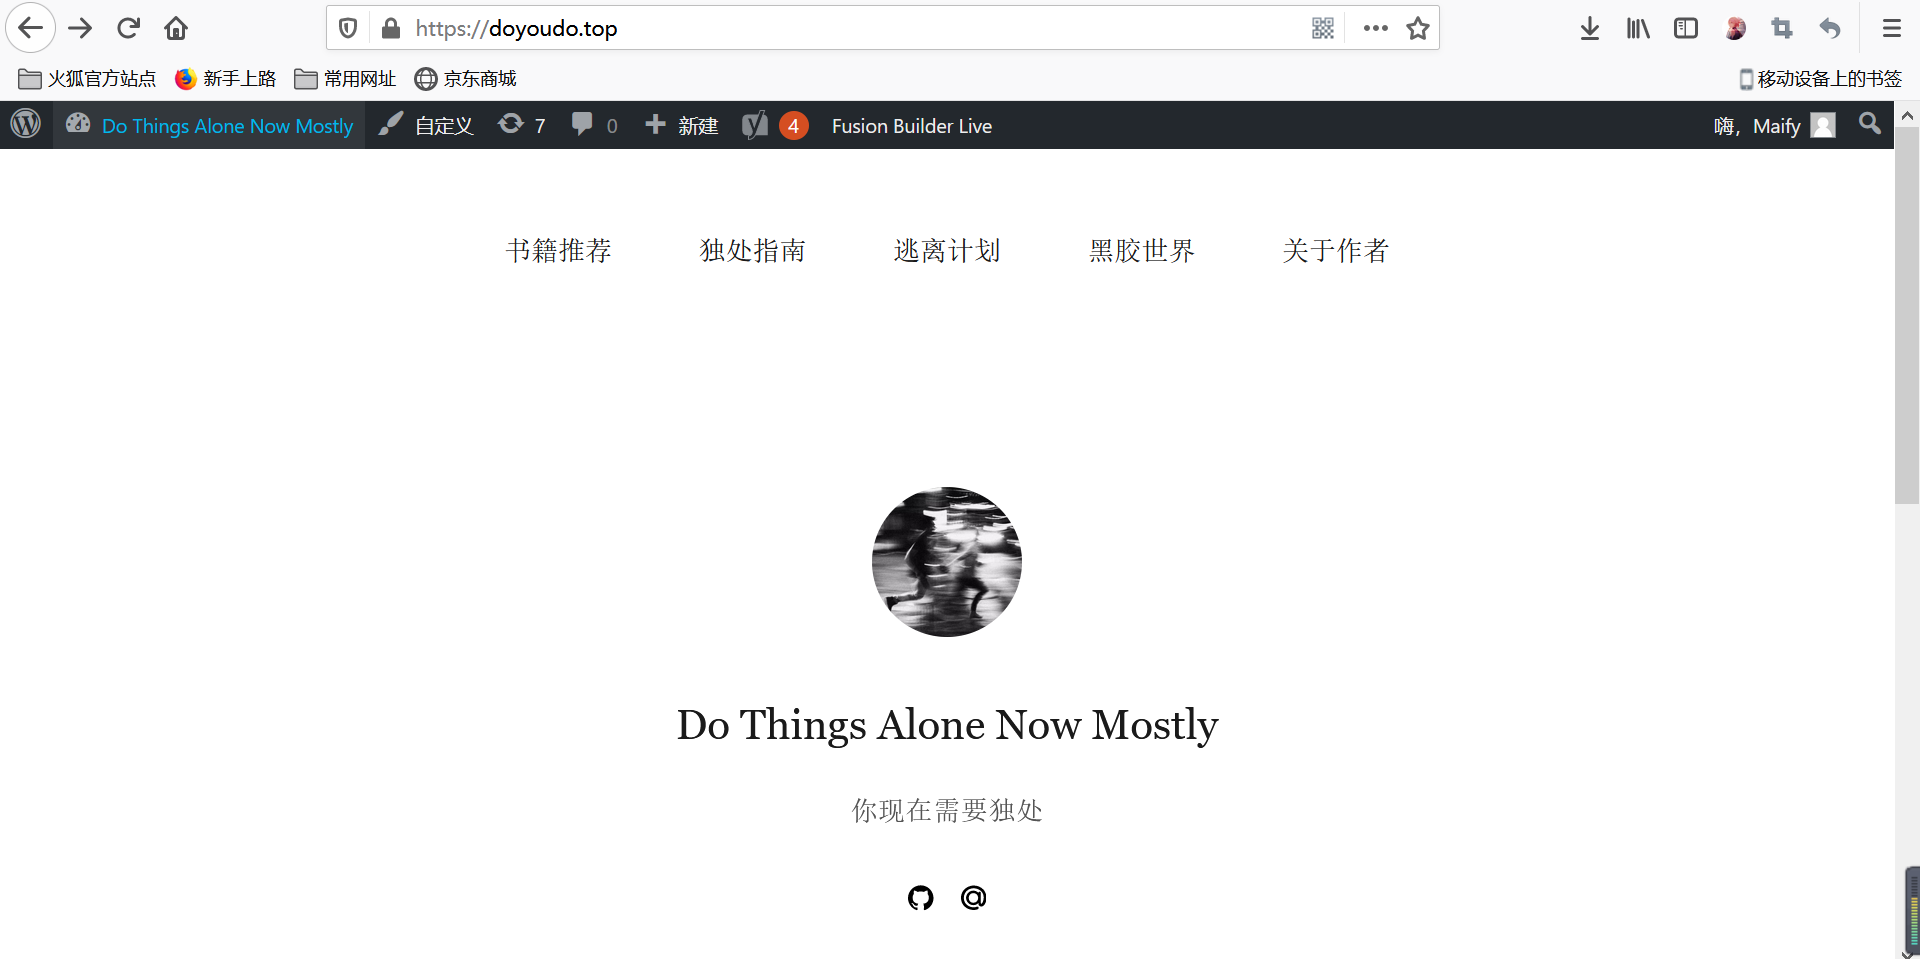 https://doyoudo.top
火狐官方站点 新手上路 常用网址 京东商城 移动设备上的书签
Do Things Alone Now Mostly 自定义 7 0 新建 4 Fusion Builder Live 嗨，Maify
书籍推荐 独处指南 逃离计划 黑胶世界 关于作者
Do Things Alone Now Mostly
你现在需要独处